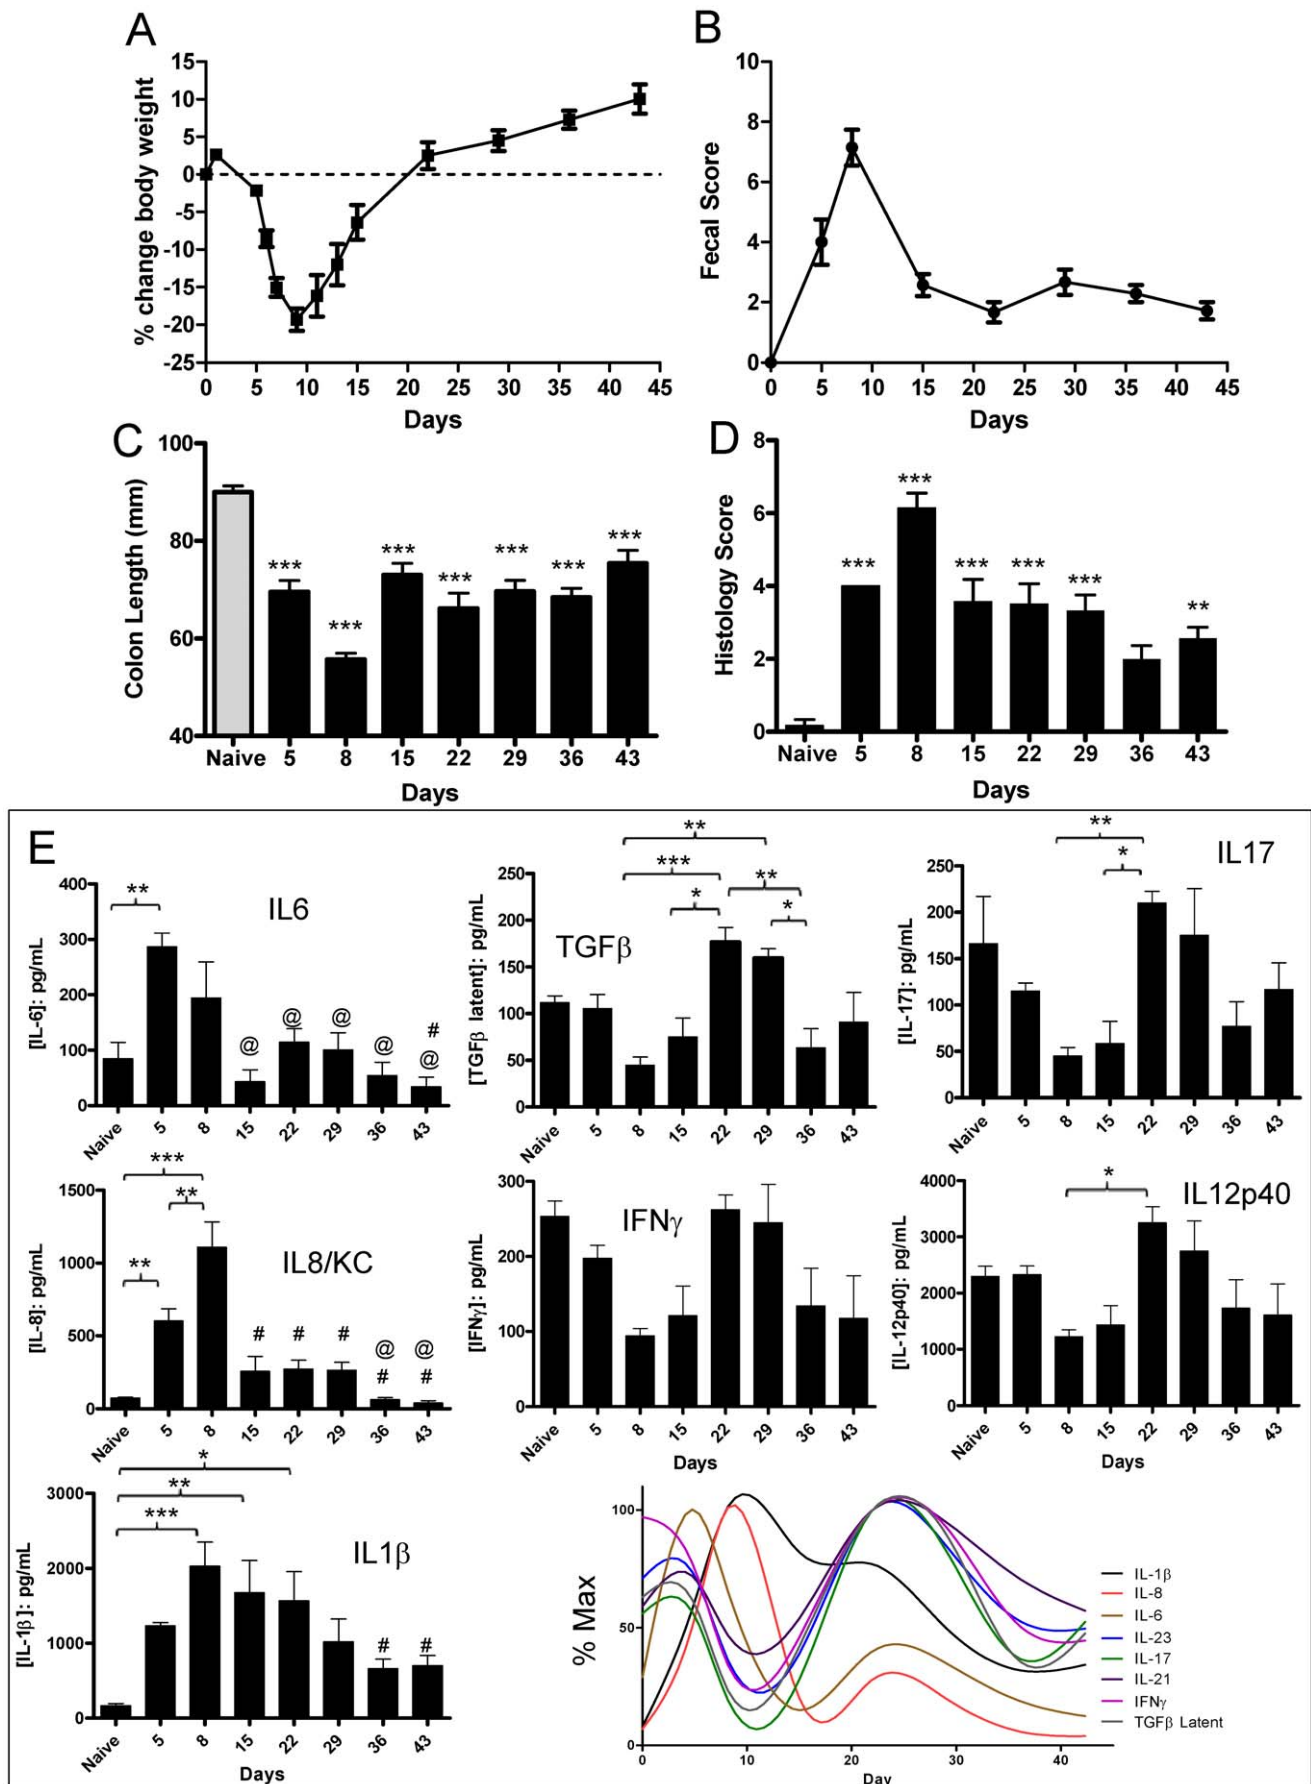 A
% change body weight
15
10
5
0
-5
-10
-15
-20
-25
0 5 10 15 20 25 30 35 40 45
Days
B
Fecal Score
10
8
6
4
2
0
0 5 10 15 20 25 30 35 40 45
Days
C
Colon Length (mm)
100
80
60
40
*** *** *** *** *** *** ***
Naive 5 8 15 22 29 36 43
Days
D
Histology Score
8
6
4
2
0
*** *** *** *** *** **
Naive 5 8 15 22 29 36 43
Days
E
IL6
[IL-6]: pg/mL
400
300
200
100
0
**
@ @ @ @ # @
Naive 5 8 15 22 29 36 43
TGFβ
[TGFβ latent]: pg/mL
250
200
150
100
50
0
**
*** **
* *
Naive 5 8 15 22 29 36 43
IL17
[IL-17]: pg/mL
250
200
150
100
50
0
**
*
Naive 5 8 15 22 29 36 43
IL8/KC
[IL-8]: pg/mL
1500
1000
500
0
***
**
**
# # # @ @
# #
Naive 5 8 15 22 29 36 43
IFNγ
[IFNγ]: pg/mL
300
200
100
0
Naive 5 8 15 22 29 36 43
Days
IL12p40
[IL-12p40]: pg/mL
4000
3000
2000
1000
0
*
Naive 5 8 15 22 29 36 43
Days
IL1β
[IL-1β]: pg/mL
3000
2000
1000
0
*
**
***
# #
Naive 5 8 15 22 29 36 43
Days
% Max
100
50
0
0 10 20 30 40
Day
IL-1β
IL-8
IL-6
IL-23
IL-17
IL-21
IFNγ
TGFβ Latent